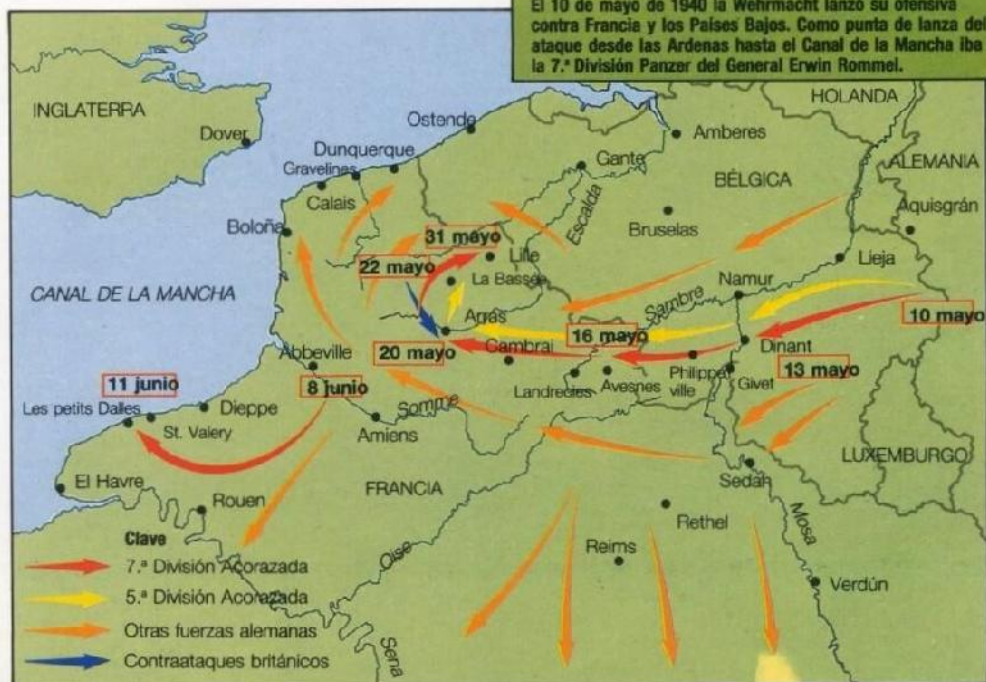 El 10 de mayo de 1940 la Wehrmacht lanzó su ofensiva
contra Francia y los Países Bajos. Como punta de lanza del
ataque desde las Ardenas hasta el Canal de la Mancha iba
la 7.ª División Panzer del General Erwin Rommel.
INGLATERRA
HOLANDA
Dover
Ostende
Amberes
Dunquerque
Gante
ALEMANIA
Gravelines
BÉLGICA
Calais
Escalda
Aquisgrán
Boloña
31 mayo
Bruselas
Lille
22 mayo
Lieja
La Bassée
CANAL DE LA MANCHA
Namur
Sambre
Arras
10 mayo
16 mayo
20 mayo
Cambrai
Dinant
Abbeville
13 mayo
Philippe
ville
Givet
11 junio
8 junio
Landrecies
Avesnes
Les petits Dalles
Dieppe
Somme
St. Valery
Amiens
LUXEMBURGO
El Havre
FRANCIA
Sedán
Rouen
Rethel
Mosa
Clave
Oise
Reims
7.ª División Acorazada
Verdún
5.ª División Acorazada
Otras fuerzas alemanas
Sena
Contraataques británicos